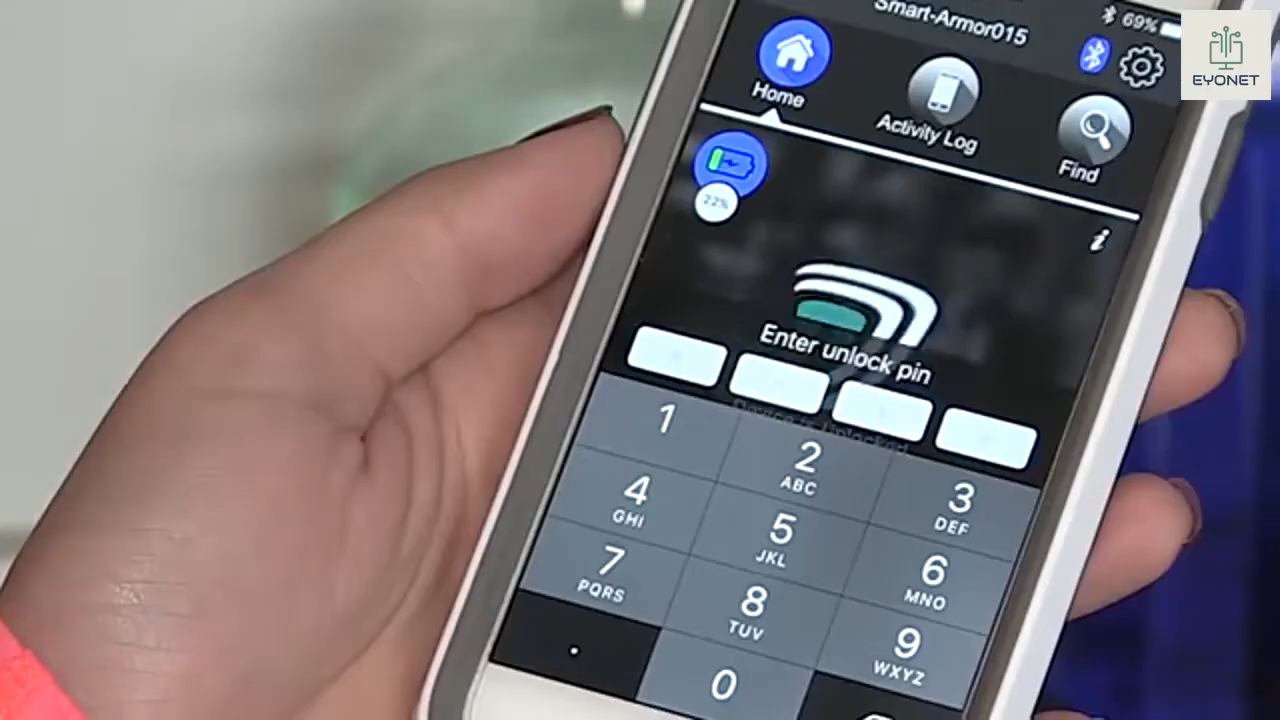 Smart-Armor015
69%
EYONET
Home
Activity Log
Find
22%
i
Enter unlock pin
1
2
ABC
3
DEF
4
GHI
5
JKL
6
MNO
7
PQRS
8
TUV
9
WXYZ
.
0